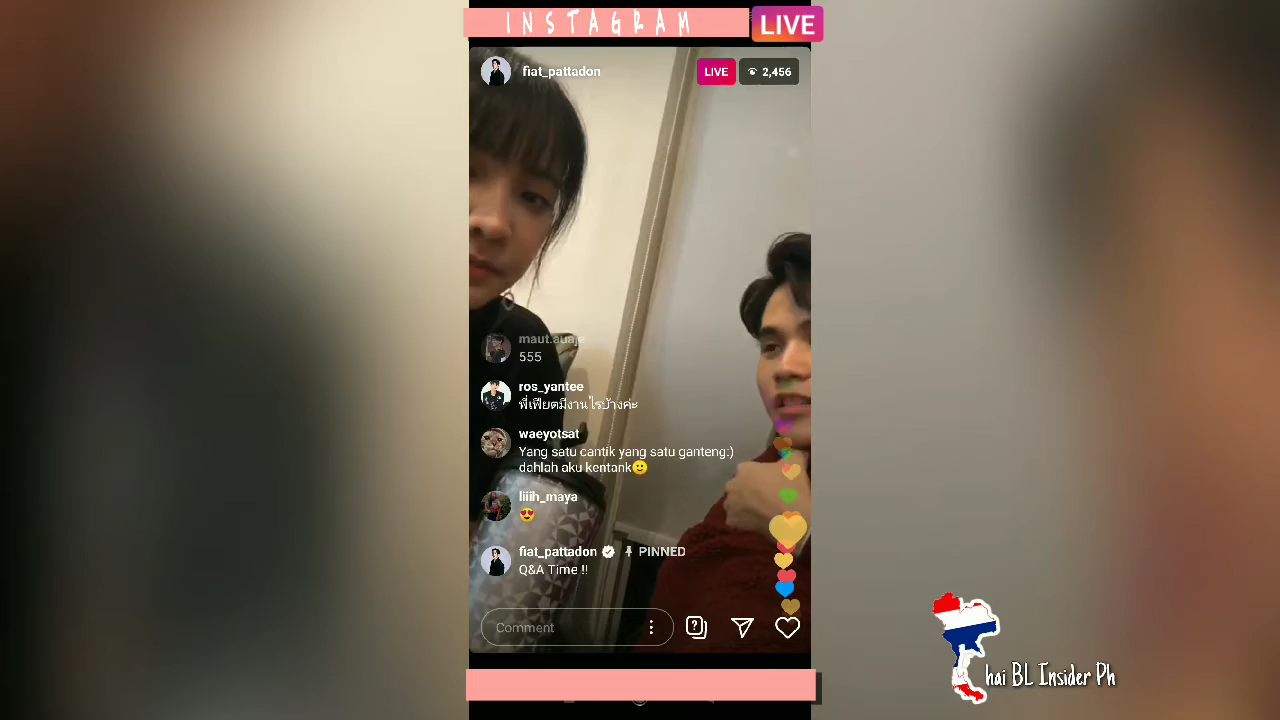 INSTAGRAM
LIVE
fiat_pattadon
LIVE
2,456
maut.auaje
555
ros_yantee
พี่เฟียตมีงานไรบ้างค่ะ
waeyotsat
Yang satu cantik yang satu ganteng:)
dahlah aku kentank🙂
liiih_maya
😍
fiat_pattadon
PINNED
Q&A Time !!
Comment
hai BL Insider Ph